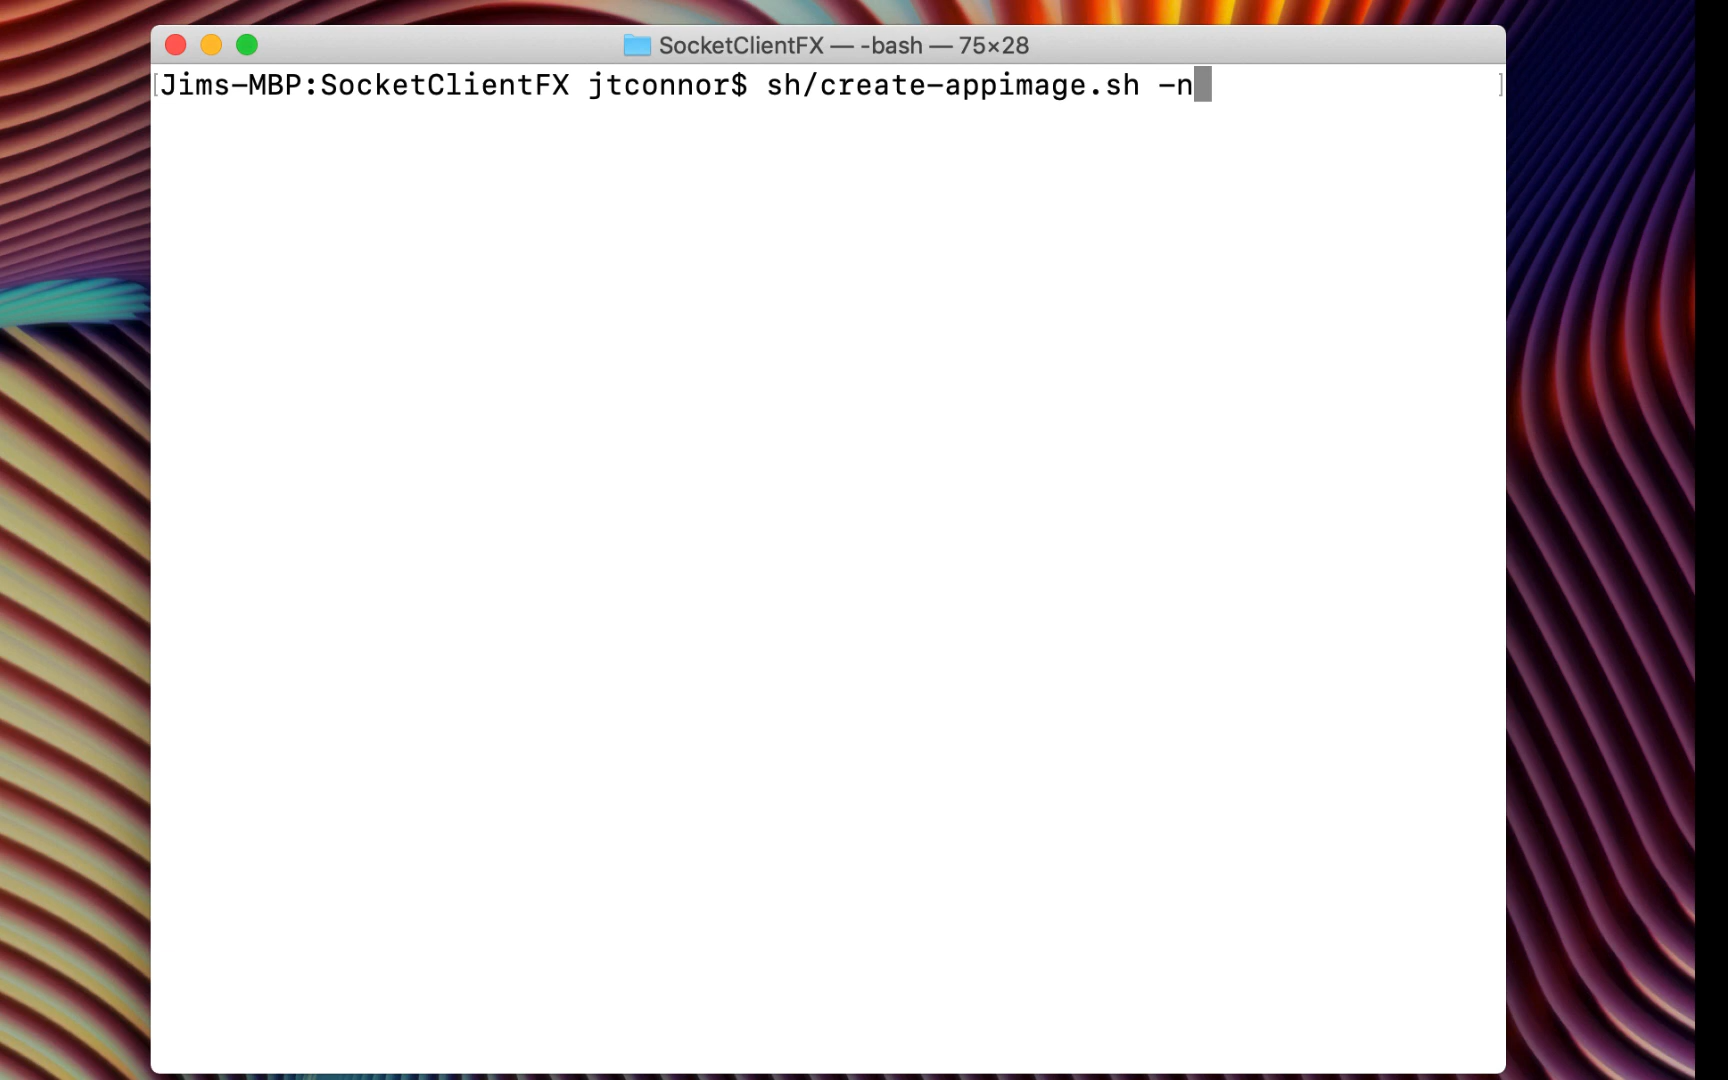 SocketClientFX — -bash — 75×28
[Jims-MBP:SocketClientFX jtconnor$ sh/create-appimage.sh -n ]